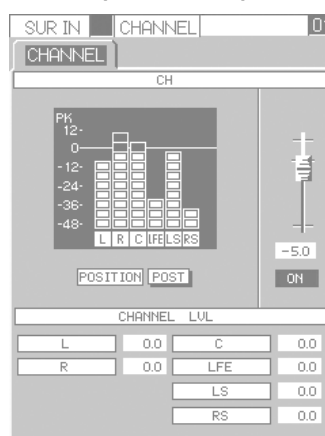 SUR IN CHANNEL 0
CHANNEL
CH
PK
12-
0-
-12-
-24-
-36-
-48-
L R C LFE LS RS
-5.0
POSITION POST ON
CHANNEL LVL
L 0.0 C 0.0
R 0.0 LFE 0.0
LS 0.0
RS 0.0